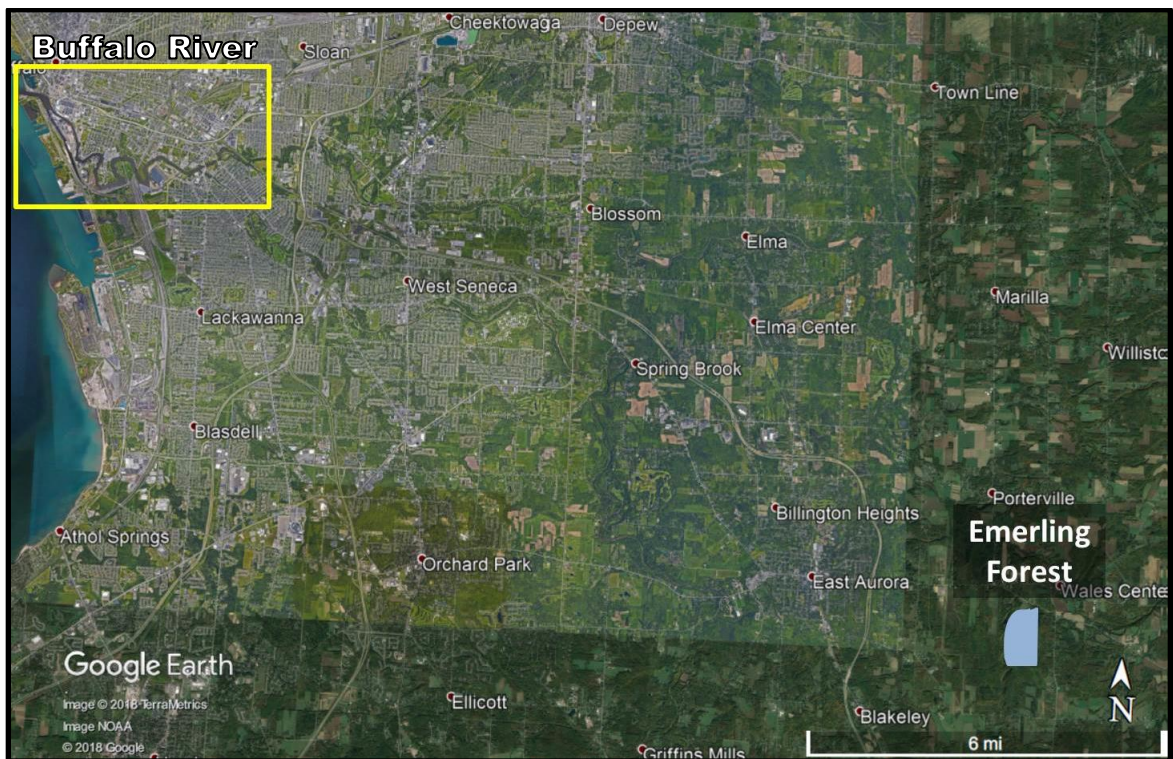 Cheektowaga
Depew
Buffalo River
Sloan
Town Line
Blossom
Elma
West Seneca
Marilla
Lackawanna
Elma Center
Spring Brook
Blasdell
Porterville
Billington Heights
Athol Springs
Emerling
Forest
Orchard Park
East Aurora
Wales Cente
Google Earth
Image © 2018 TerraMetrics
Image NOAA
© 2018 Google
Ellicott
Blakeley
N
6 mi
Griffins Mills